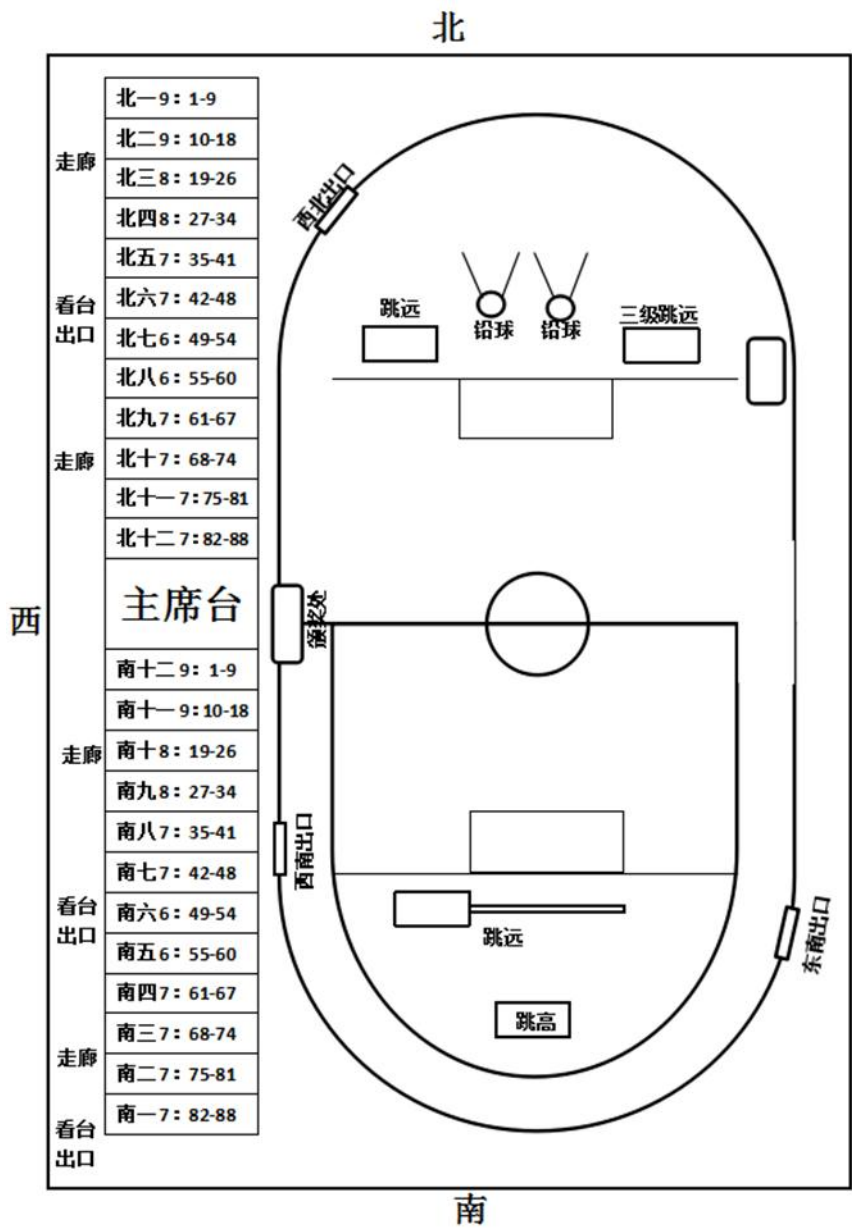 北
北一9：1-9
北二9：10-18
走廊
北三8：19-26
北四8：27-34
西北出口
北五7：35-41
北六7：42-48
看台
出口
北七6：49-54
北八6：55-60
跳远
铅球
铅球
三级跳远
北九7：61-67
走廊
北十7：68-74
北十一7：75-81
北十二7：82-88
西
主席台
颁奖处
南十二9：1-9
南十一9：10-18
走廊
南十8：19-26
南九8：27-34
南八7：35-41
西南出口
南七7：42-48
看台
出口
南六6：49-54
南五6：55-60
跳远
东南出口
南四7：61-67
跳高
南三7：68-74
走廊
南二7：75-81
南一7：82-88
看台
出口
南